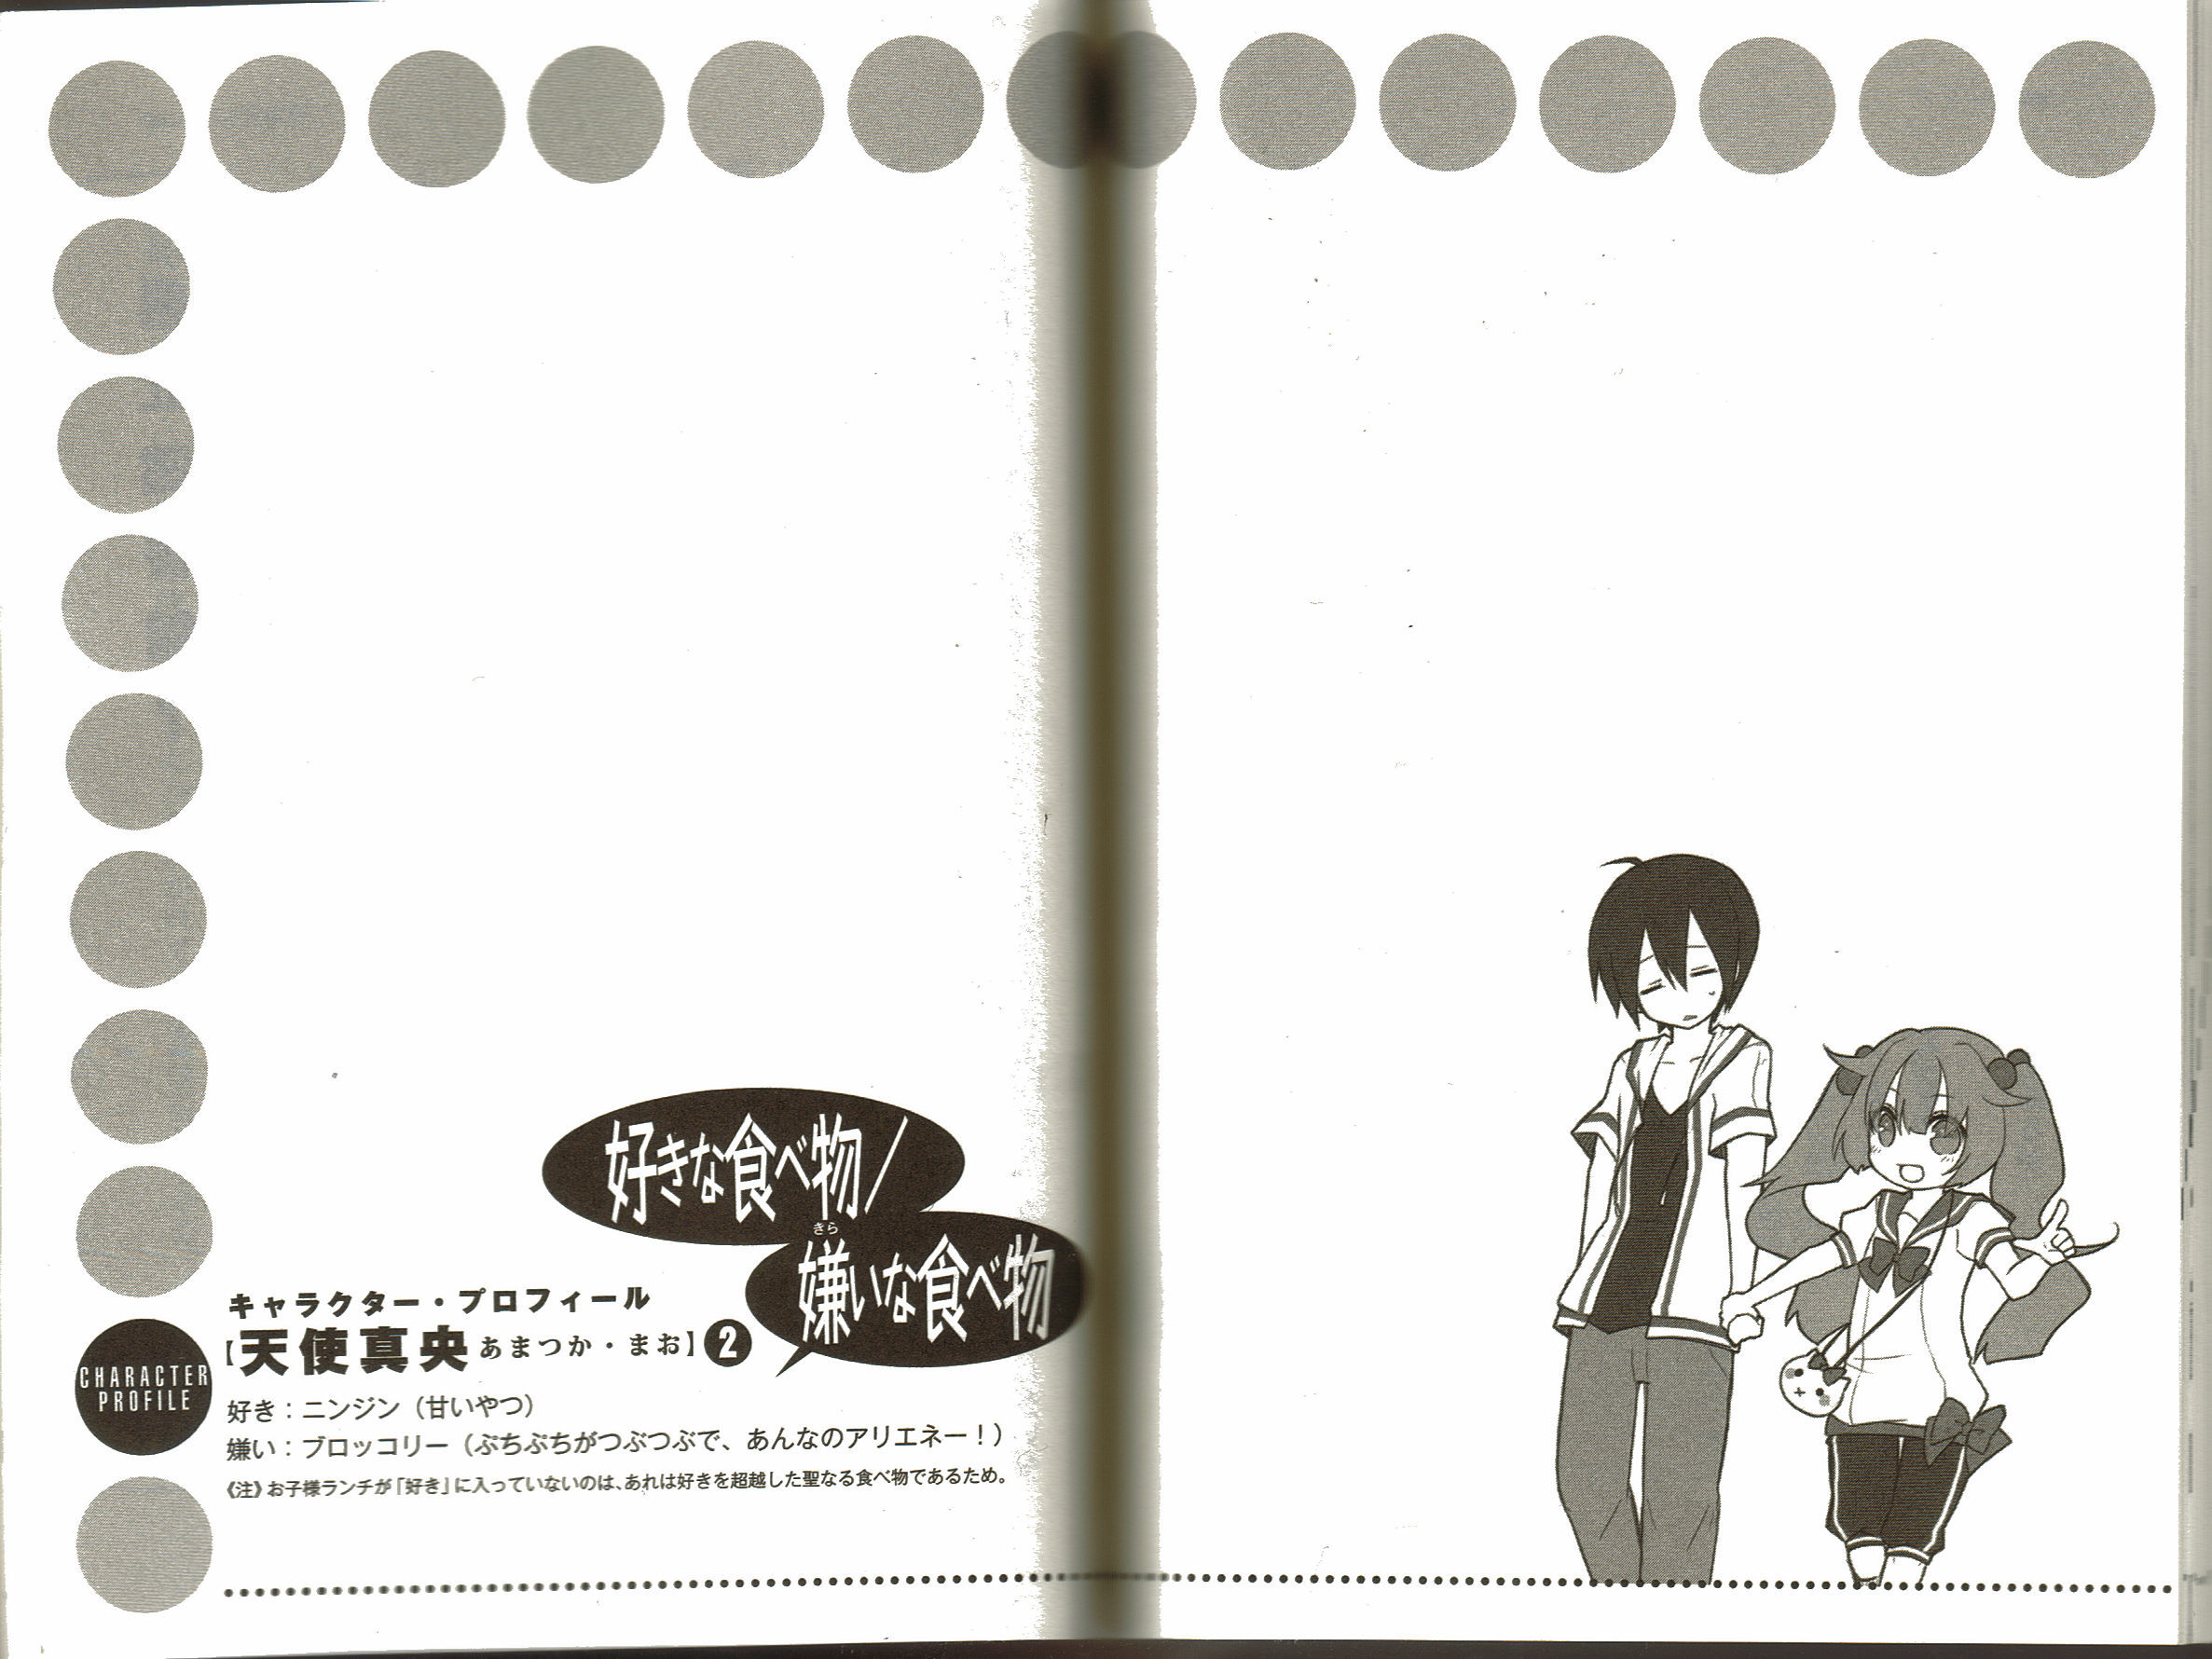 好きな食べ物/
きら
嫌いな食べ物
キャラクター・プロフィール
【天使真央 あまつか・まお】❷
CHARACTER
PROFILE
好き：ニンジン（甘いやつ）
嫌い：ブロッコリー（ぷちぷちがつぶつぶで、あんなのアリエネー！）
《注》お子様ランチが「好き」に入っていないのは、あれは好きを超越した聖なる食べ物であるため。